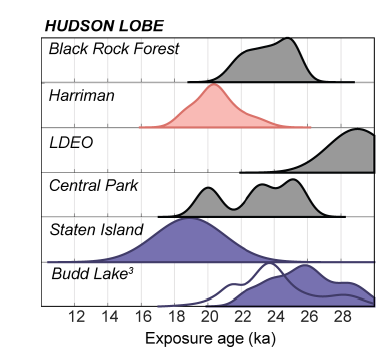 HUDSON LOBE
Black Rock Forest
Harriman
LDEO
Central Park
Staten Island
Budd Lake³
12 14 16 18 20 22 24 26 28
Exposure age (ka)